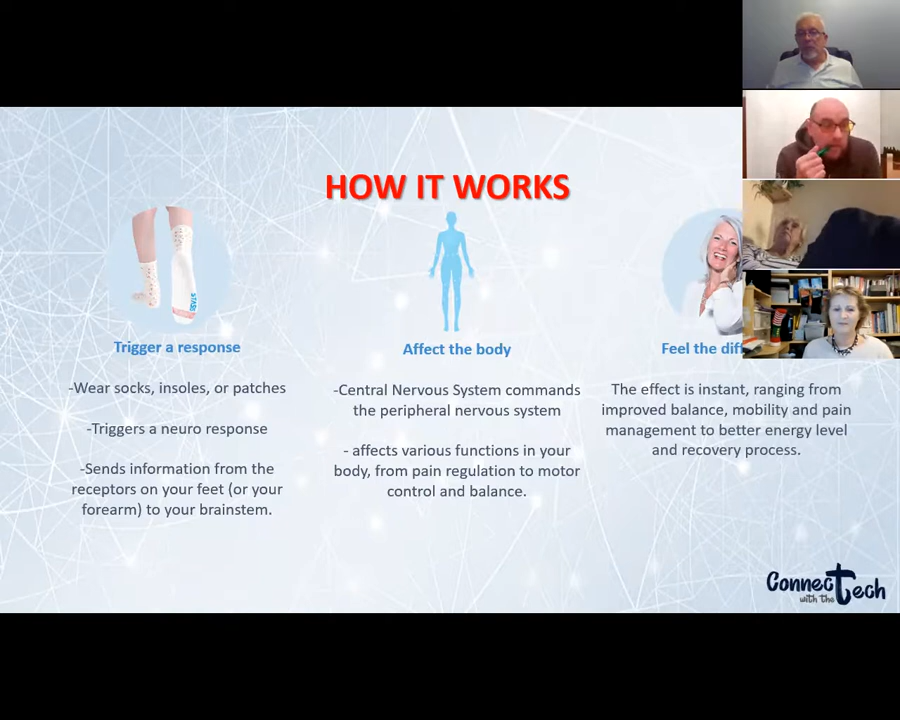 HOW IT WORKS
Trigger a response
-Wear socks, insoles, or patches
-Triggers a neuro response
-Sends information from the
receptors on your feet (or your
forearm) to your brainstem.
Affect the body
-Central Nervous System commands
the peripheral nervous system
- affects various functions in your
body, from pain regulation to motor
control and balance.
Feel the diff
The effect is instant, ranging from
improved balance, mobility and pain
management to better energy level
and recovery process.
Connect
with the
Tech